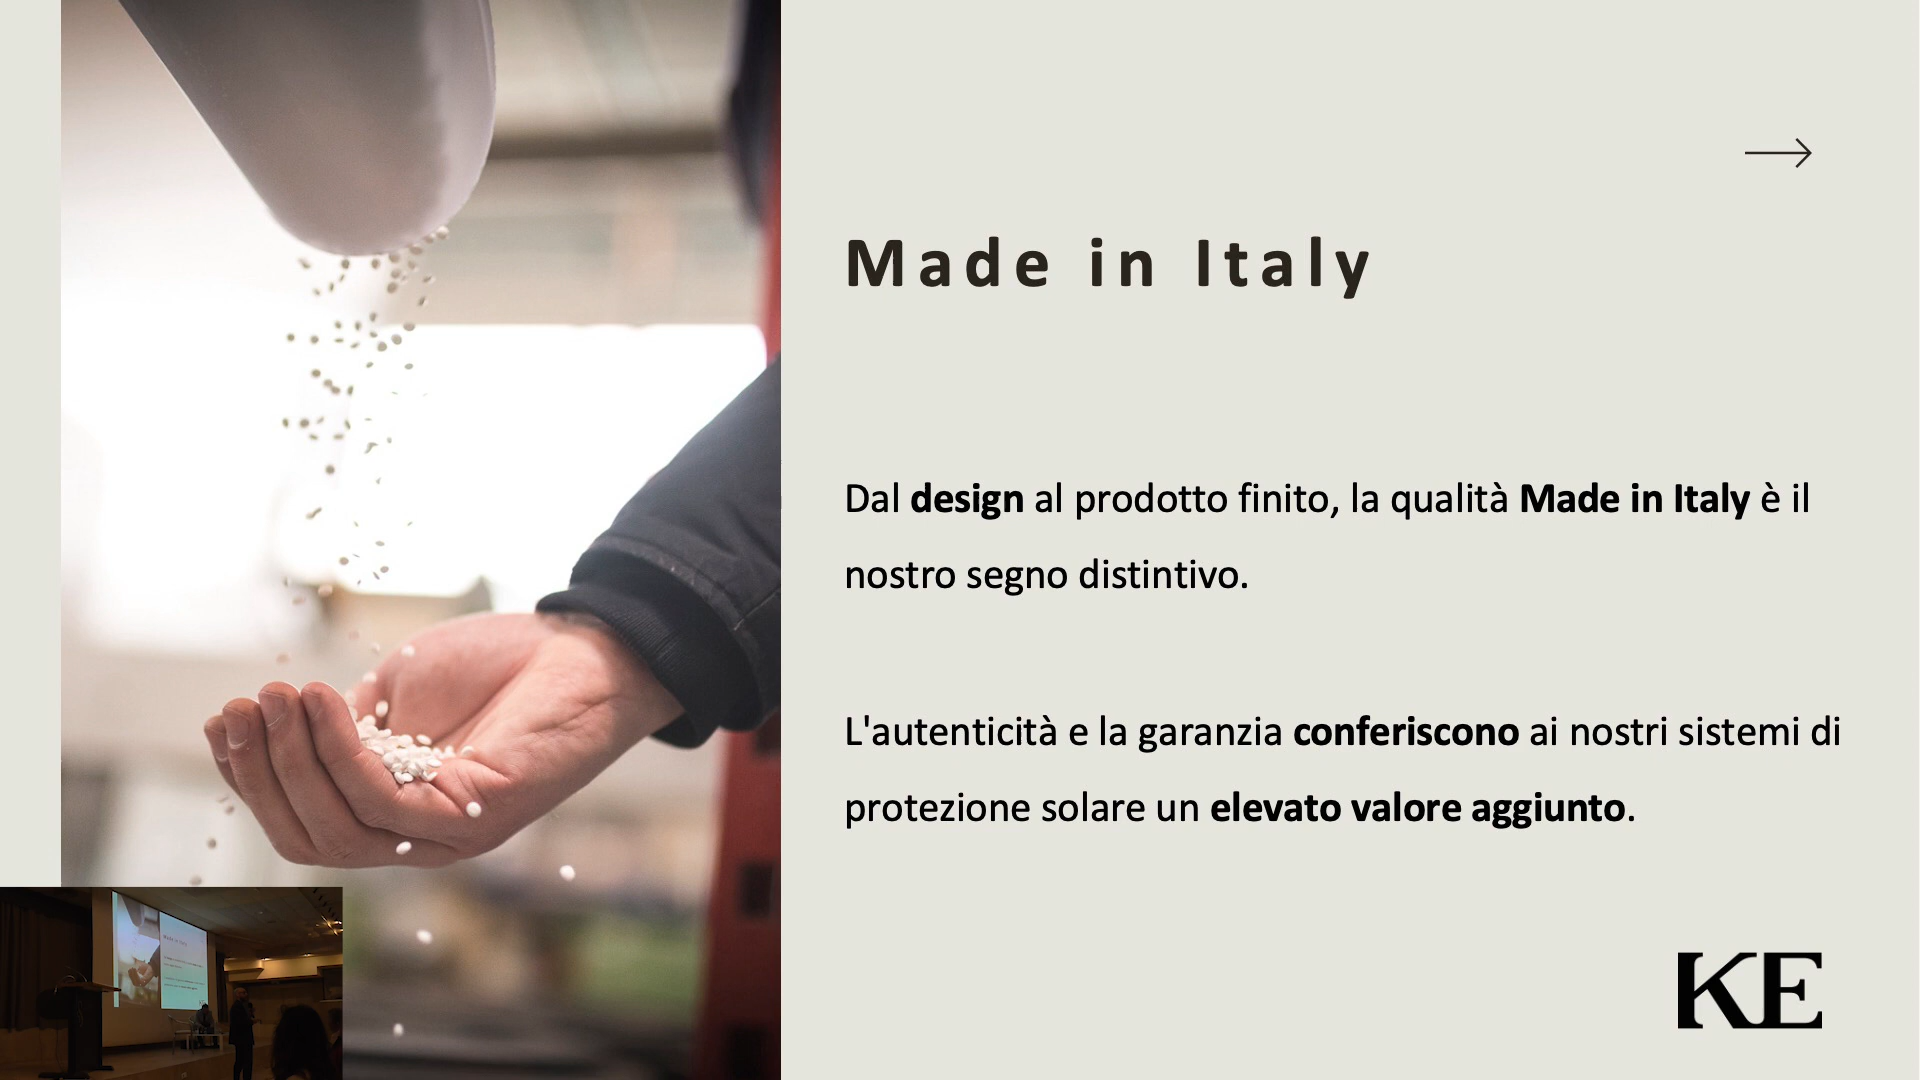 Made in Italy
Dal design al prodotto finito, la qualità Made in Italy è il
nostro segno distintivo.
L'autenticità e la garanzia conferiscono ai nostri sistemi di
protezione solare un elevato valore aggiunto.
KE